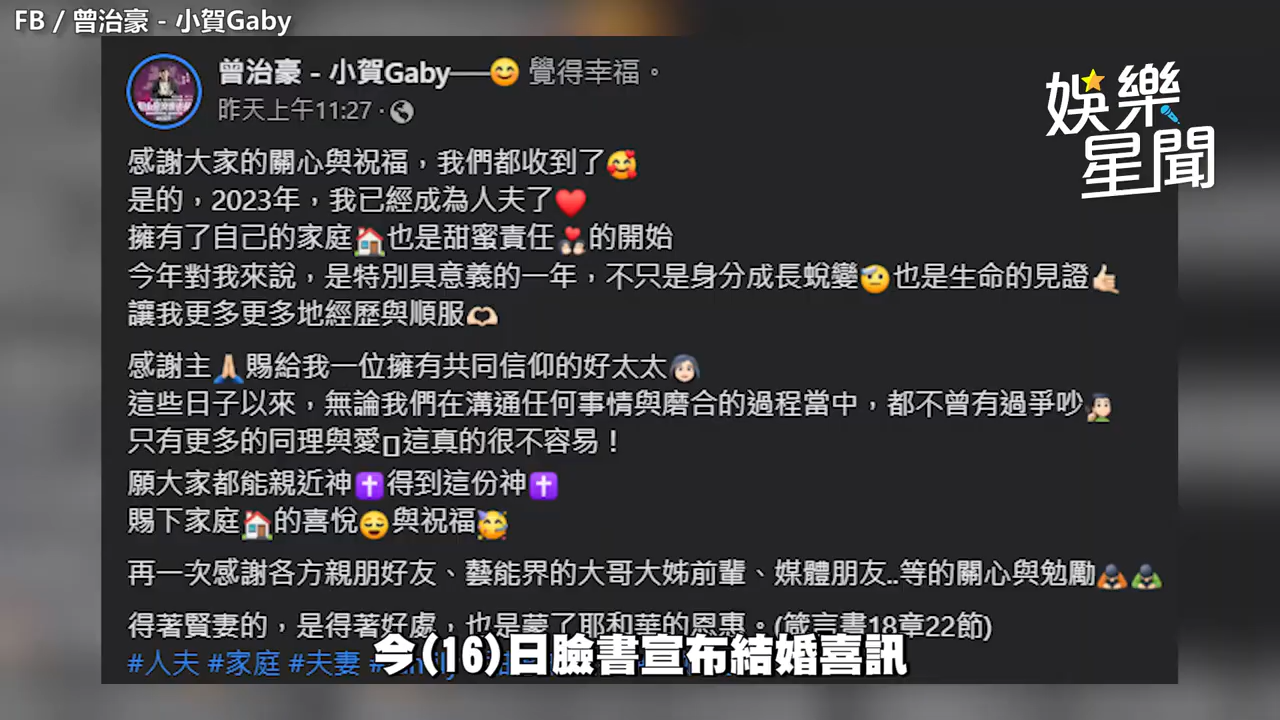 FB / 曾治豪 - 小賀Gaby
曾治豪 - 小賀Gaby──😊 覺得幸福。
昨天上午11:27 ·
娛樂
星聞
感謝大家的關心與祝福，我們都收到了🥰
是的，2023年，我已經成為人夫了❤️
擁有了自己的家庭🏠也是甜蜜責任💏🏻的開始
今年對我來說，是特別具意義的一年，不只是身分成長蛻變🤕也是生命的見證👍🏻
讓我更多更多地經歷與順服🫶🏻
感謝主🙏🏻賜給我一位擁有共同信仰的好太太👩🏻
這些日子以來，無論我們在溝通任何事情與磨合的過程當中，都不曾有過爭吵🧏🏻
只有更多的同理與愛▯這真的很不容易！
願大家都能親近神✝️得到這份神✝️
賜下家庭🏠的喜悅😌與祝福🥳
再一次感謝各方親朋好友、藝能界的大哥大姊前輩、媒體朋友..等的關心與勉勵🙇🙇
得著賢妻的，是得著好處，也是蒙了耶和華的恩惠。(箴言書18章22節)
#人夫 #家庭 #夫妻
今(16)日臉書宣布結婚喜訊